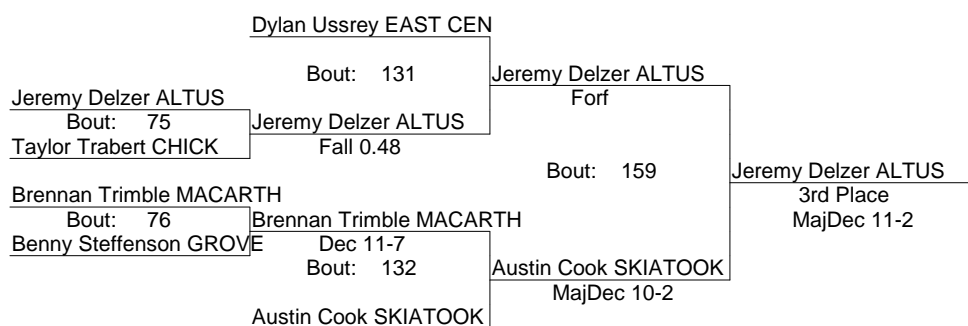 Dylan Ussrey EAST CEN
Bout: 131
Jeremy Delzer ALTUS
Forf
Jeremy Delzer ALTUS
Bout: 75
Jeremy Delzer ALTUS
Taylor Trabert CHICK
Fall 0.48
Bout: 159
Jeremy Delzer ALTUS
3rd Place
MajDec 11-2
Brennan Trimble MACARTH
Bout: 76
Brennan Trimble MACARTH
Benny Steffenson GROVE
Dec 11-7
Bout: 132
Austin Cook SKIATOOK
MajDec 10-2
Austin Cook SKIATOOK